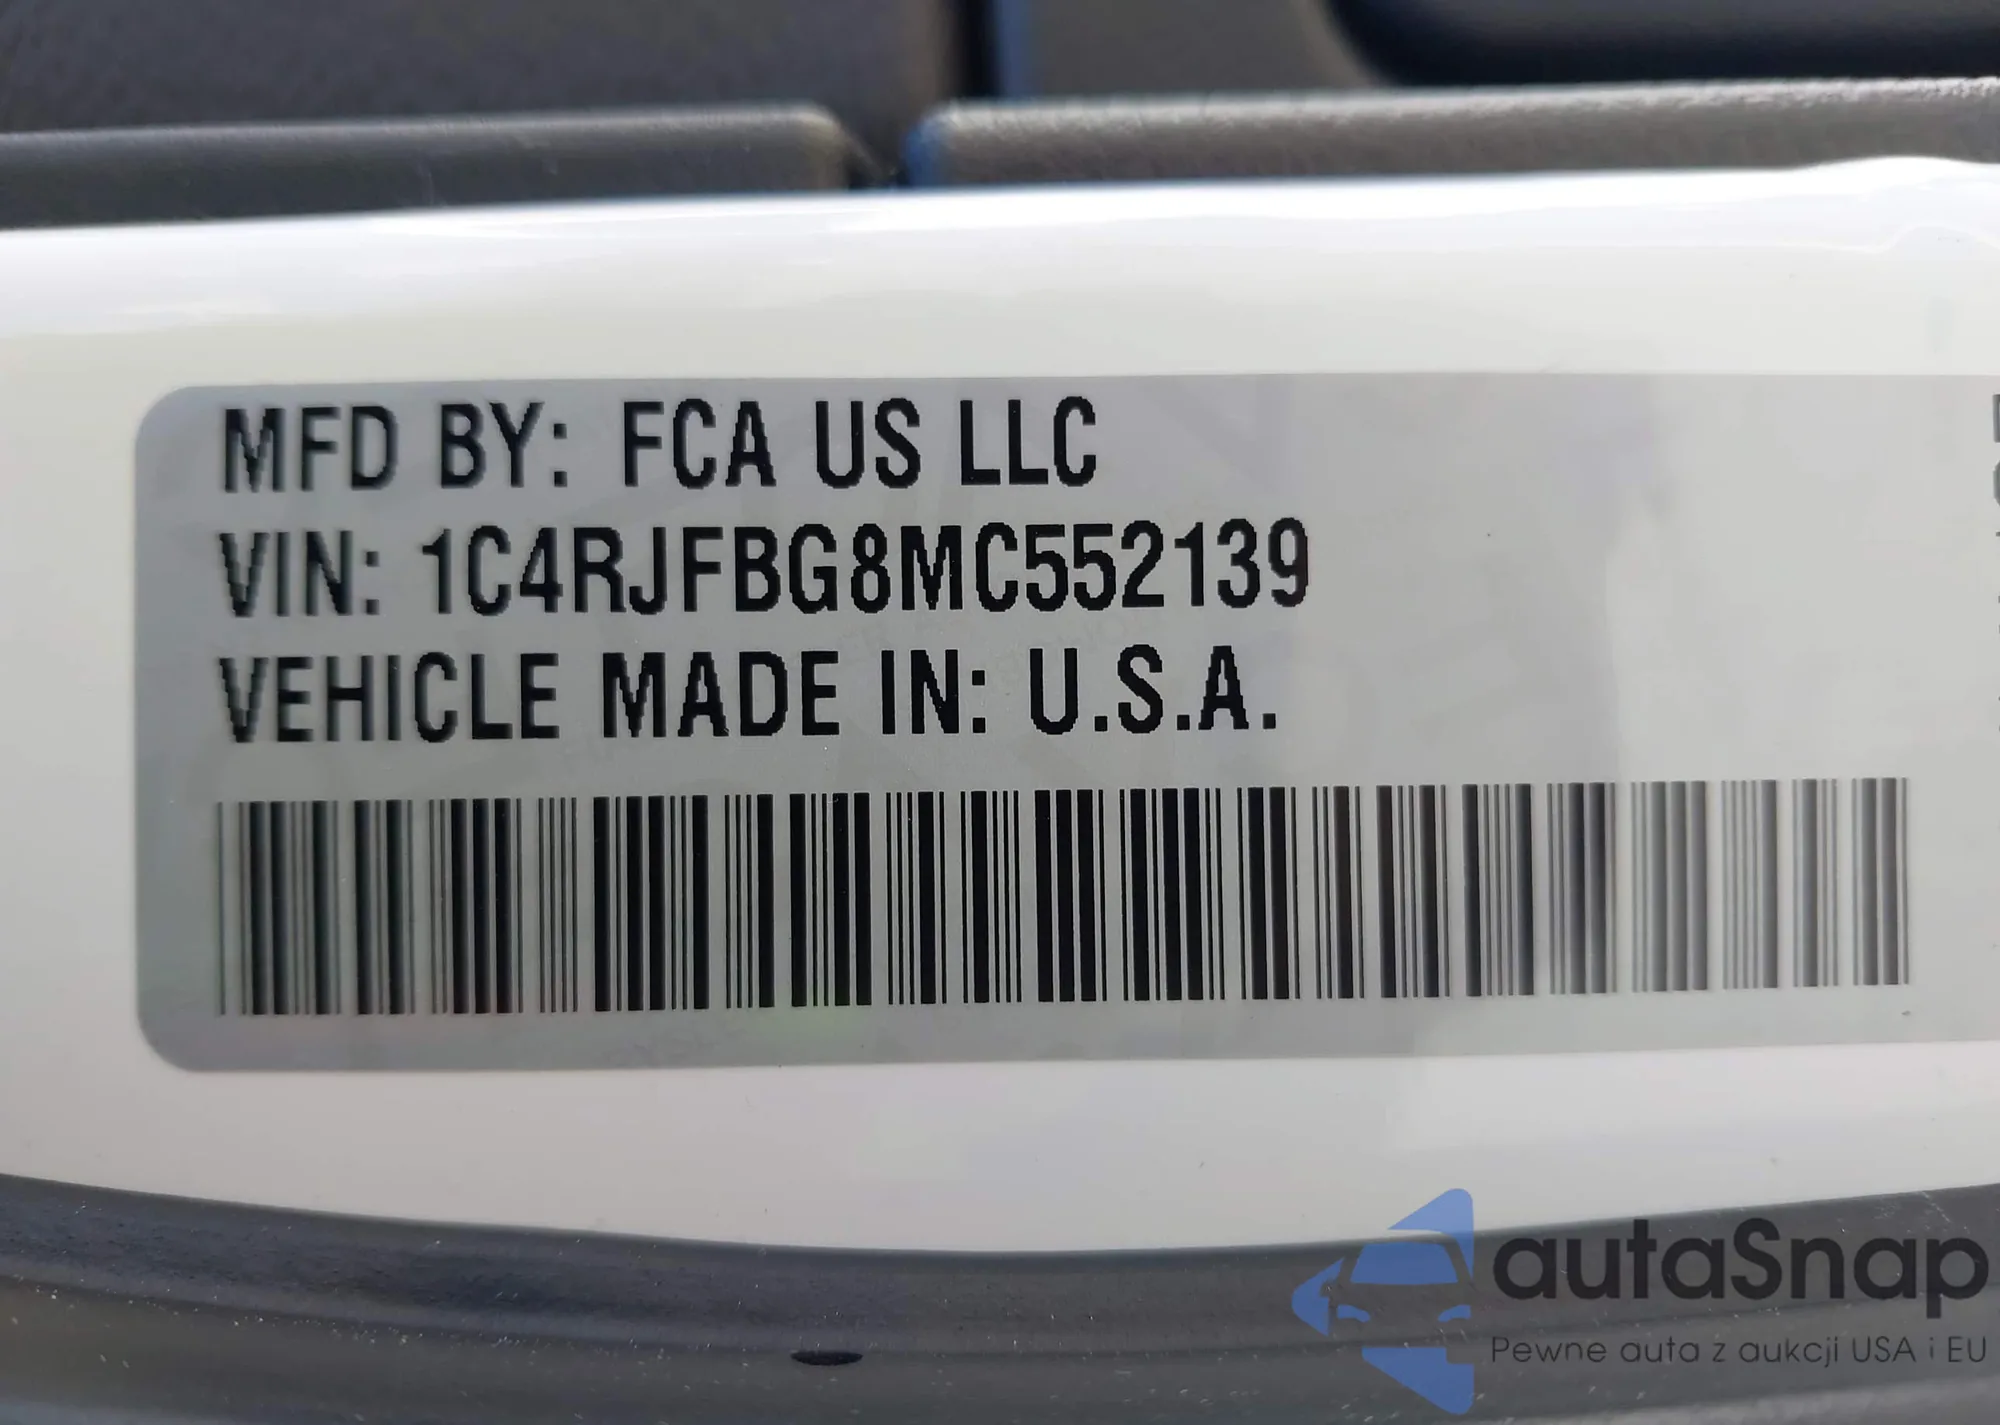 MFD BY: FCA US LLC
VIN: 1C4RJFBG8MC552139
VEHICLE MADE IN: U.S.A.
autaSnap
Pewne auta z aukcji USA i EU